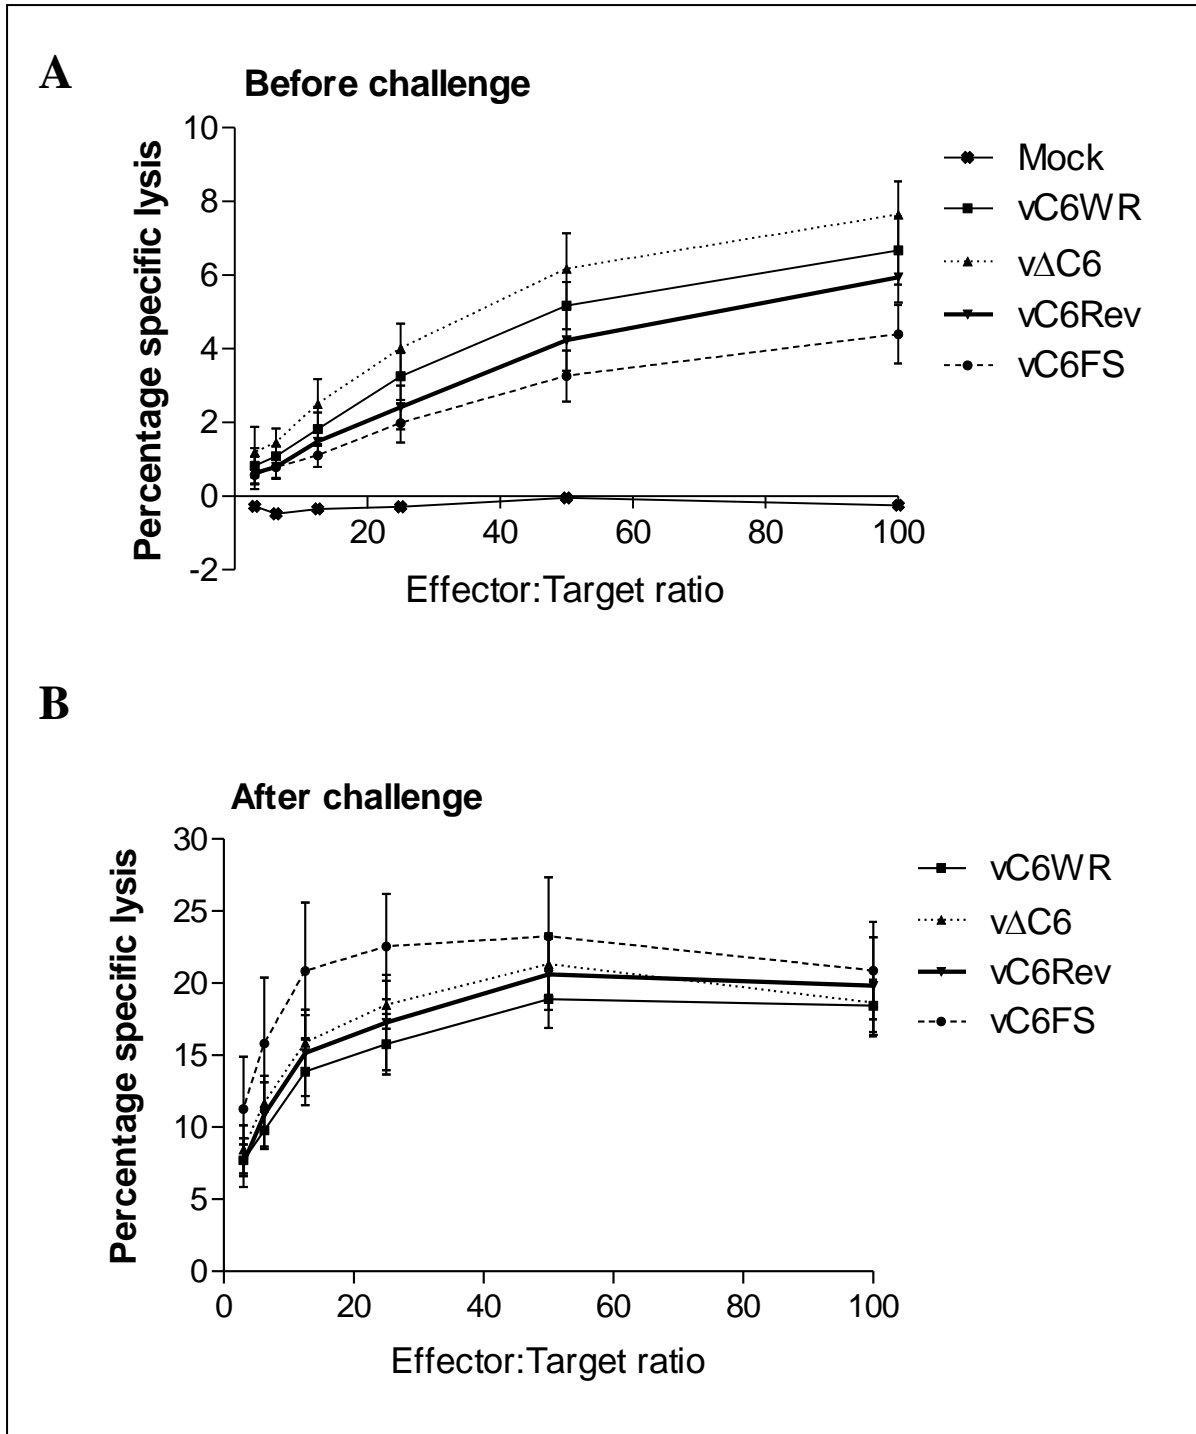 A
Before challenge
Percentage specific lysis
10
8
6
4
2
0
-2
20 40 60 80 100
Effector:Target ratio
Mock
vC6WR
vΔC6
vC6Rev
vC6FS
B
After challenge
Percentage specific lysis
30
25
20
15
10
5
0
0 20 40 60 80 100
Effector:Target ratio
vC6WR
vΔC6
vC6Rev
vC6FS